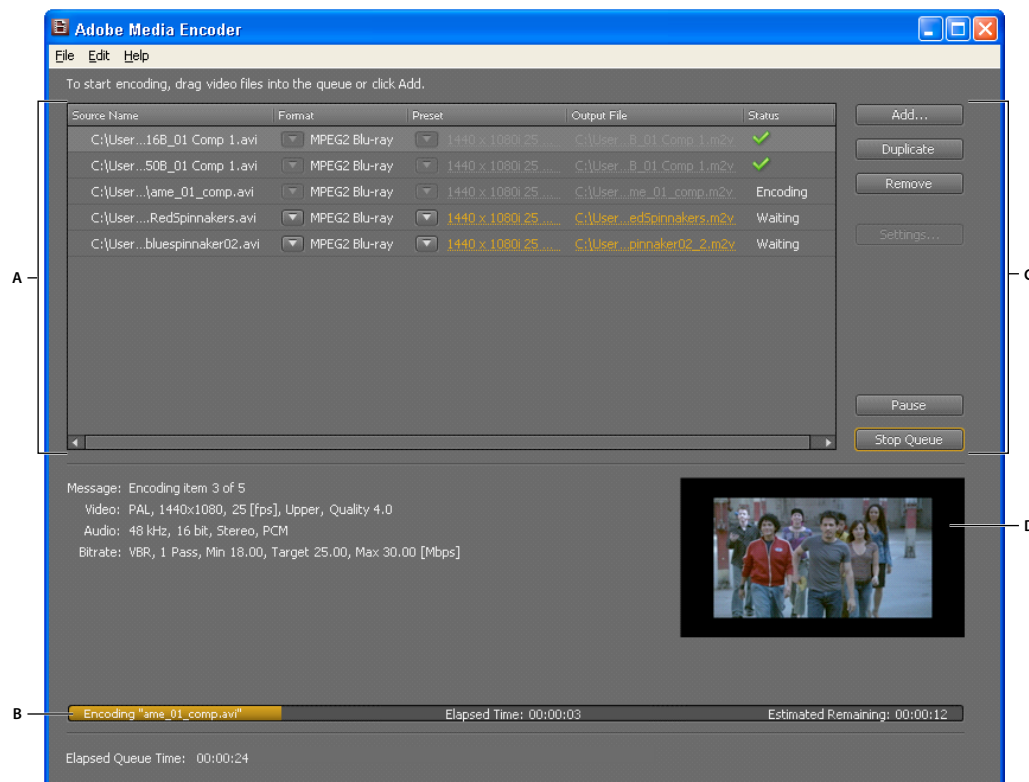 Adobe Media Encoder
File Edit Help
To start encoding, drag video files into the queue or click Add.
Source Name Format Preset Output File Status
C:\User...16B_01 Comp 1.avi MPEG2 Blu-ray 1440 x 1080i 25 ... C:\User...B_01 Comp 1.m2v
C:\User...50B_01 Comp 1.avi MPEG2 Blu-ray 1440 x 1080i 25 ... C:\User...B_01 Comp 1.m2v
C:\User...\ame_01_comp.avi MPEG2 Blu-ray 1440 x 1080i 25 ... C:\User...me_01_comp.m2v Encoding
C:\User....RedSpinnakers.avi MPEG2 Blu-ray 1440 x 1080i 25 ... C:\User...edSpinnakers.m2v Waiting
C:\User...bluespinnaker02.avi MPEG2 Blu-ray 1440 x 1080i 25 ... C:\User...pinnaker02_2.m2v Waiting
Add...
Duplicate
Remove
Settings...
A
C
Pause
Stop Queue
Message: Encoding item 3 of 5
Video: PAL, 1440x1080, 25 [fps], Upper, Quality 4.0
Audio: 48 kHz, 16 bit, Stereo, PCM
Bitrate: VBR, 1 Pass, Min 18.00, Target 25.00, Max 30.00 [Mbps]
D
B
Encoding "ame_01_comp.avi" Elapsed Time: 00:00:03 Estimated Remaining: 00:00:12
Elapsed Queue Time: 00:00:24